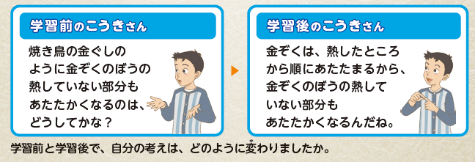 学習前のこうきさん
焼き鳥の金ぐしの
ように金ぞくのぼうの
熱していない部分も
あたたかくなるのは、
どうしてかな?
学習後のこうきさん
金ぞくは、熱したところ
から順にあたたまるから、
金ぞくのぼうの熱して
いない部分も
あたたかくなるんだね。
学習前と学習後で、自分の考えは、どのように変わりましたか。